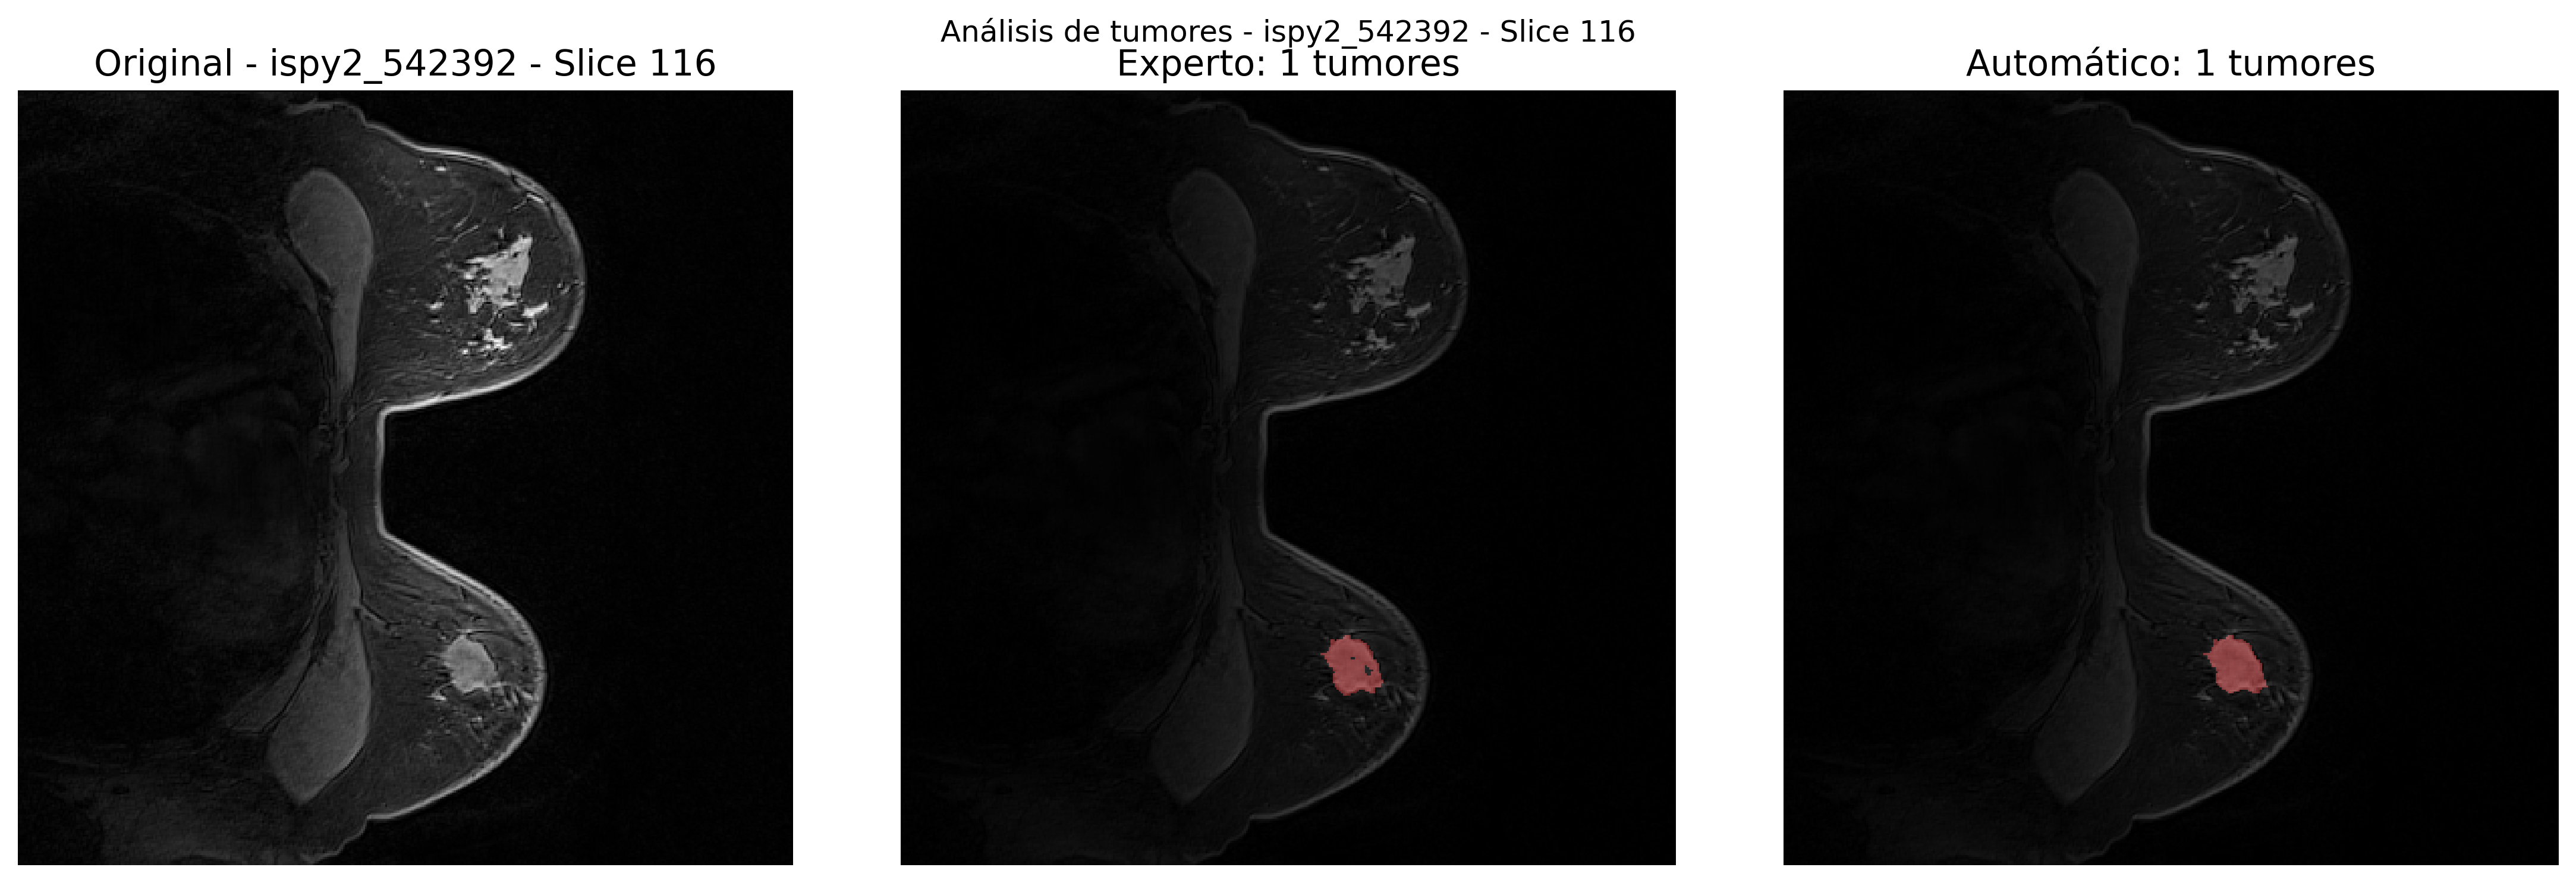 Análisis de tumores - ispy2_542392 - Slice 116
Original - ispy2_542392 - Slice 116
Experto: 1 tumores
Automático: 1 tumores